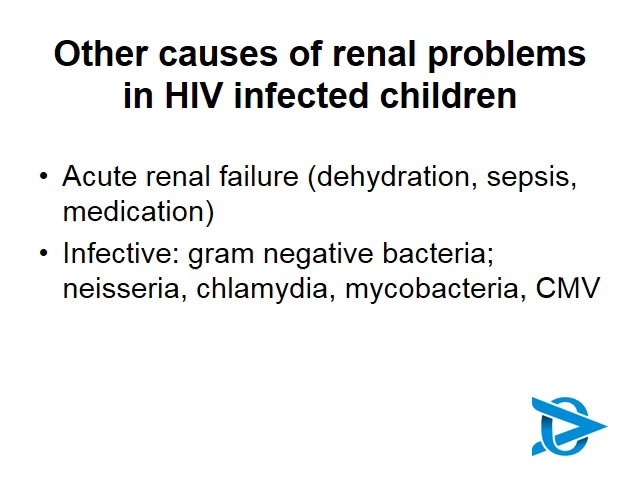 Other causes of renal problems
in HIV infected children
• Acute renal failure (dehydration, sepsis,
medication)
• Infective: gram negative bacteria;
neisseria, chlamydia, mycobacteria, CMV